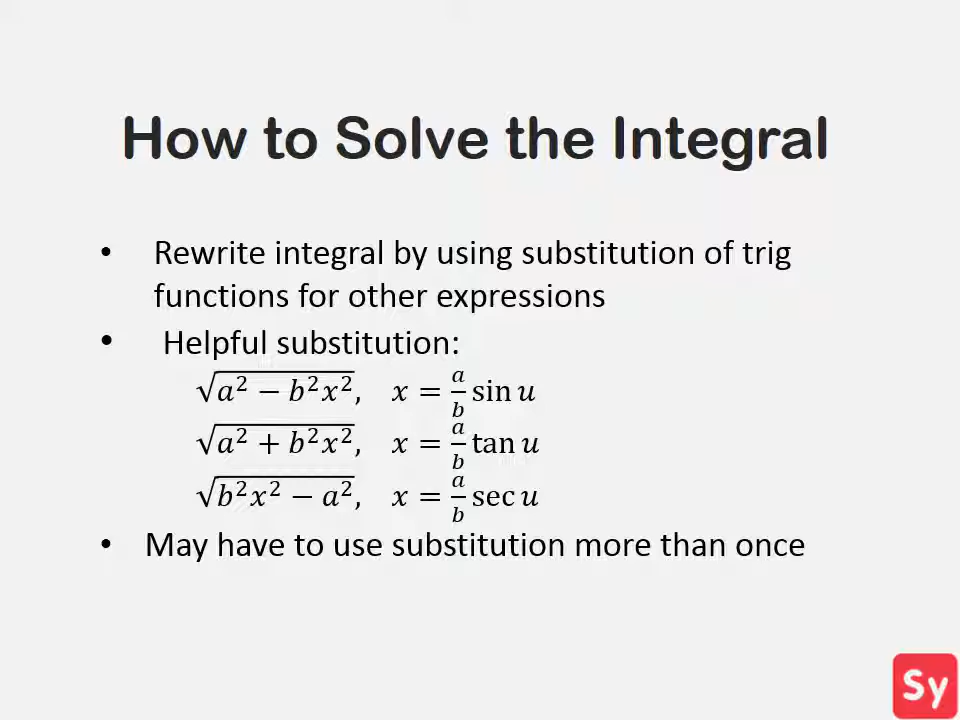 How to Solve the Integral
• Rewrite integral by using substitution of trig
functions for other expressions
• Helpful substitution:
√(a² − b²x²), x = a/b sin u
√(a² + b²x²), x = a/b tan u
√(b²x² − a²), x = a/b sec u
• May have to use substitution more than once
Sy